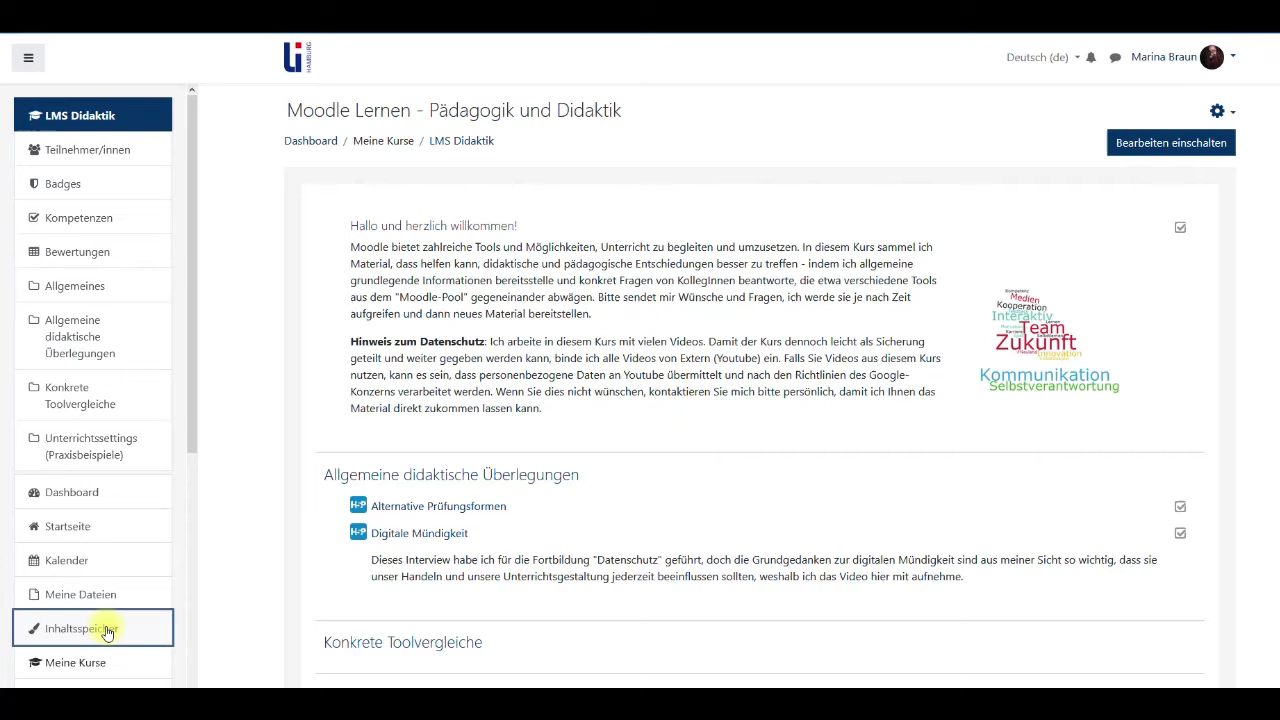 Deutsch (de)
Marina Braun
HAMBURG
LMS Didaktik
Teilnehmer/innen
Badges
Kompetenzen
Bewertungen
Allgemeines
Allgemeine
didaktische
Überlegungen
Konkrete
Toolvergleiche
Unterrichtssettings
(Praxisbeispiele)
Dashboard
Startseite
Kalender
Meine Dateien
Inhaltsspeicher
Meine Kurse
Moodle Lernen - Pädagogik und Didaktik
Dashboard / Meine Kurse / LMS Didaktik
Bearbeiten einschalten
Hallo und herzlich willkommen!
Moodle bietet zahlreiche Tools und Möglichkeiten, Unterricht zu begleiten und umzusetzen. In diesem Kurs sammel ich
Material, dass helfen kann, didaktische und pädagogische Entschiedungen besser zu treffen - indem ich allgemeine
grundlegende Informationen bereitsstelle und konkret Fragen von KollegInnen beantworte, die etwa verschiedene Tools
aus dem "Moodle-Pool" gegeneinander abwägen. Bitte sendet mir Wünsche und Fragen, ich werde sie je nach Zeit
aufgreifen und dann neues Material bereitstellen.
Hinweis zum Datenschutz: Ich arbeite in diesem Kurs mit vielen Videos. Damit der Kurs dennoch leicht als Sicherung
geteilt und weiter gegeben werden kann, binde ich alle Videos von Extern (Youtube) ein. Falls Sie Videos aus diesem Kurs
nutzen, kann es sein, dass personenbezogene Daten an Youtube übermittelt und nach den Richtlinien des Google-
Konzerns verarbeitet werden. Wenn Sie dies nicht wünschen, kontaktieren Sie mich bitte persönlich, damit ich Ihnen das
Material direkt zukommen lassen kann.
Kompetenz
Medien
Kooperation
Interaktiv
Team
Zukunft
Innovation
Kommunikation
Selbstverantwortung
Allgemeine didaktische Überlegungen
H5P Alternative Prüfungsformen
H5P Digitale Mündigkeit
Dieses Interview habe ich für die Fortbildung "Datenschutz" geführt, doch die Grundgedanken zur digitalen Mündigkeit sind aus meiner Sicht so wichtig, dass sie
unser Handeln und unsere Unterrichtsgestaltung jederzeit beeinflussen sollten, weshalb ich das Video hier mit aufnehme.
Konkrete Toolvergleiche